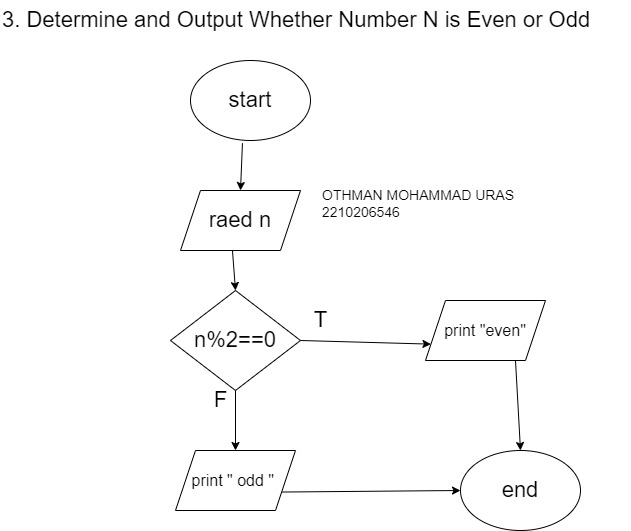 3. Determine and Output Whether Number N is Even or Odd
start
OTHMAN MOHAMMAD URAS
2210206546
raed n
T
n%2==0
print "even"
F
print " odd "
end